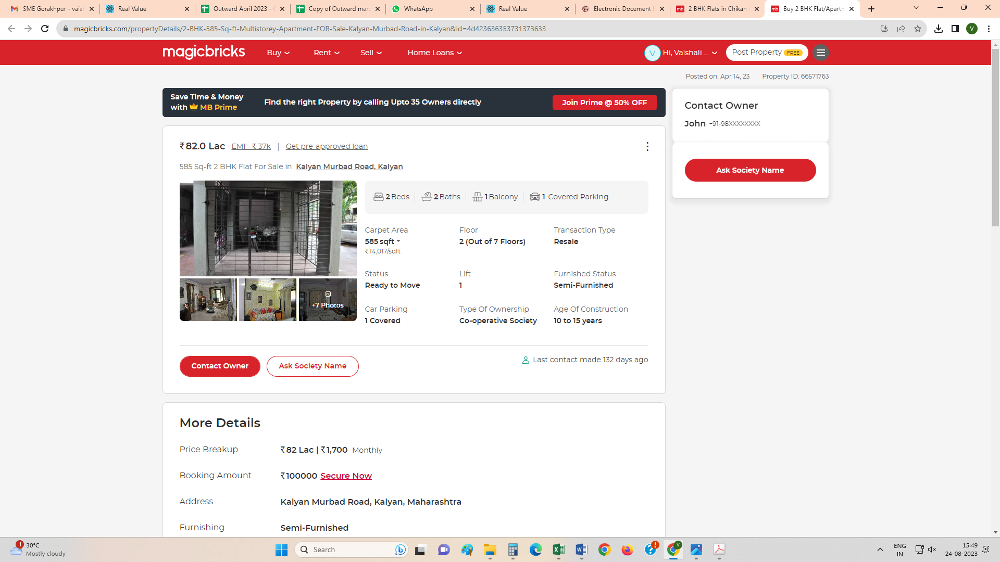 SME Gorakhpur - vaish
Real Value
Outward April 2023 - G
Copy of Outward marc
WhatsApp
Real Value
Electronic Document I
2 BHK Flats in Chikan G
Buy 2 BHK Flat/Apartm
magicbricks.com/propertyDetails/2-BHK-585-Sq-ft-Multistorey-Apartment-FOR-Sale-Kalyan-Murbad-Road-in-Kalyan&id=4d423636353731373633
V
magicbricks
Buy
Rent
Sell
Home Loans
V
Hi, Vaishali ...
Post Property FREE
Posted on: Apr 14, 23
Property ID: 66571763
Save Time & Money
with MB Prime
Find the right Property by calling Upto 35 Owners directly
Join Prime @ 50% OFF
Contact Owner
John +91-98XXXXXXXX
Ask Society Name
₹82.0 Lac EMI - ₹ 37k | Get pre-approved loan
585 Sq-ft 2 BHK Flat For Sale in Kalyan Murbad Road, Kalyan
magicbricks
+7 Photos
2 Beds
2 Baths
1 Balcony
1 Covered Parking
Carpet Area
585 sqft
₹14,017/sqft
Floor
2 (Out of 7 Floors)
Transaction Type
Resale
Status
Ready to Move
Lift
1
Furnished Status
Semi-Furnished
Car Parking
1 Covered
Type Of Ownership
Co-operative Society
Age Of Construction
10 to 15 years
Contact Owner
Ask Society Name
Last contact made 132 days ago
More Details
Price Breakup
₹82 Lac | ₹1,700 Monthly
Booking Amount
₹100000 Secure Now
Address
Kalyan Murbad Road, Kalyan, Maharashtra
Furnishing
Semi-Furnished
1
30°C
Mostly cloudy
Search
V
ENG
IN
15:49
24-08-2023